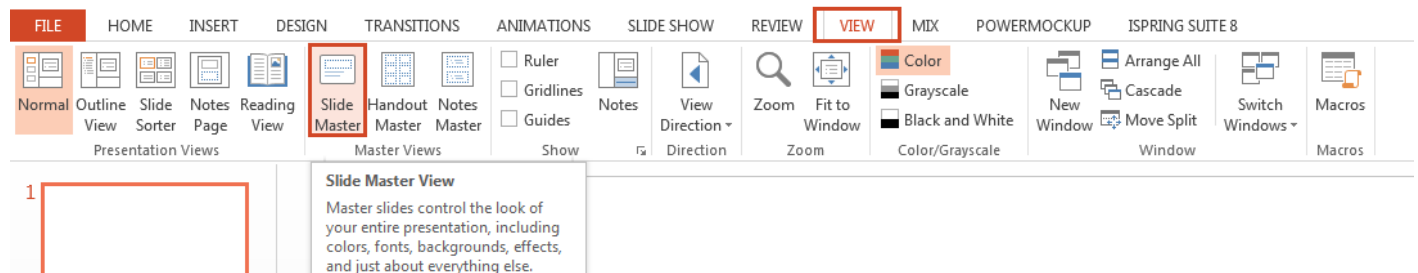 FILE HOME INSERT DESIGN TRANSITIONS ANIMATIONS SLIDE SHOW REVIEW VIEW MIX POWERMOCKUP ISPRING SUITE 8
Normal
Outline
View
Slide
Sorter
Notes
Page
Reading
View
Presentation Views
Slide
Master
Handout
Master
Notes
Master
Master Views
Ruler
Gridlines
Guides
Show
Notes
View
Direction
Direction
Zoom
Fit to
Window
Zoom
Color
Grayscale
Black and White
Color/Grayscale
New
Window
Arrange All
Cascade
Move Split
Switch
Windows
Window
Macros
Macros
1
Slide Master View
Master slides control the look of
your entire presentation, including
colors, fonts, backgrounds, effects,
and just about everything else.